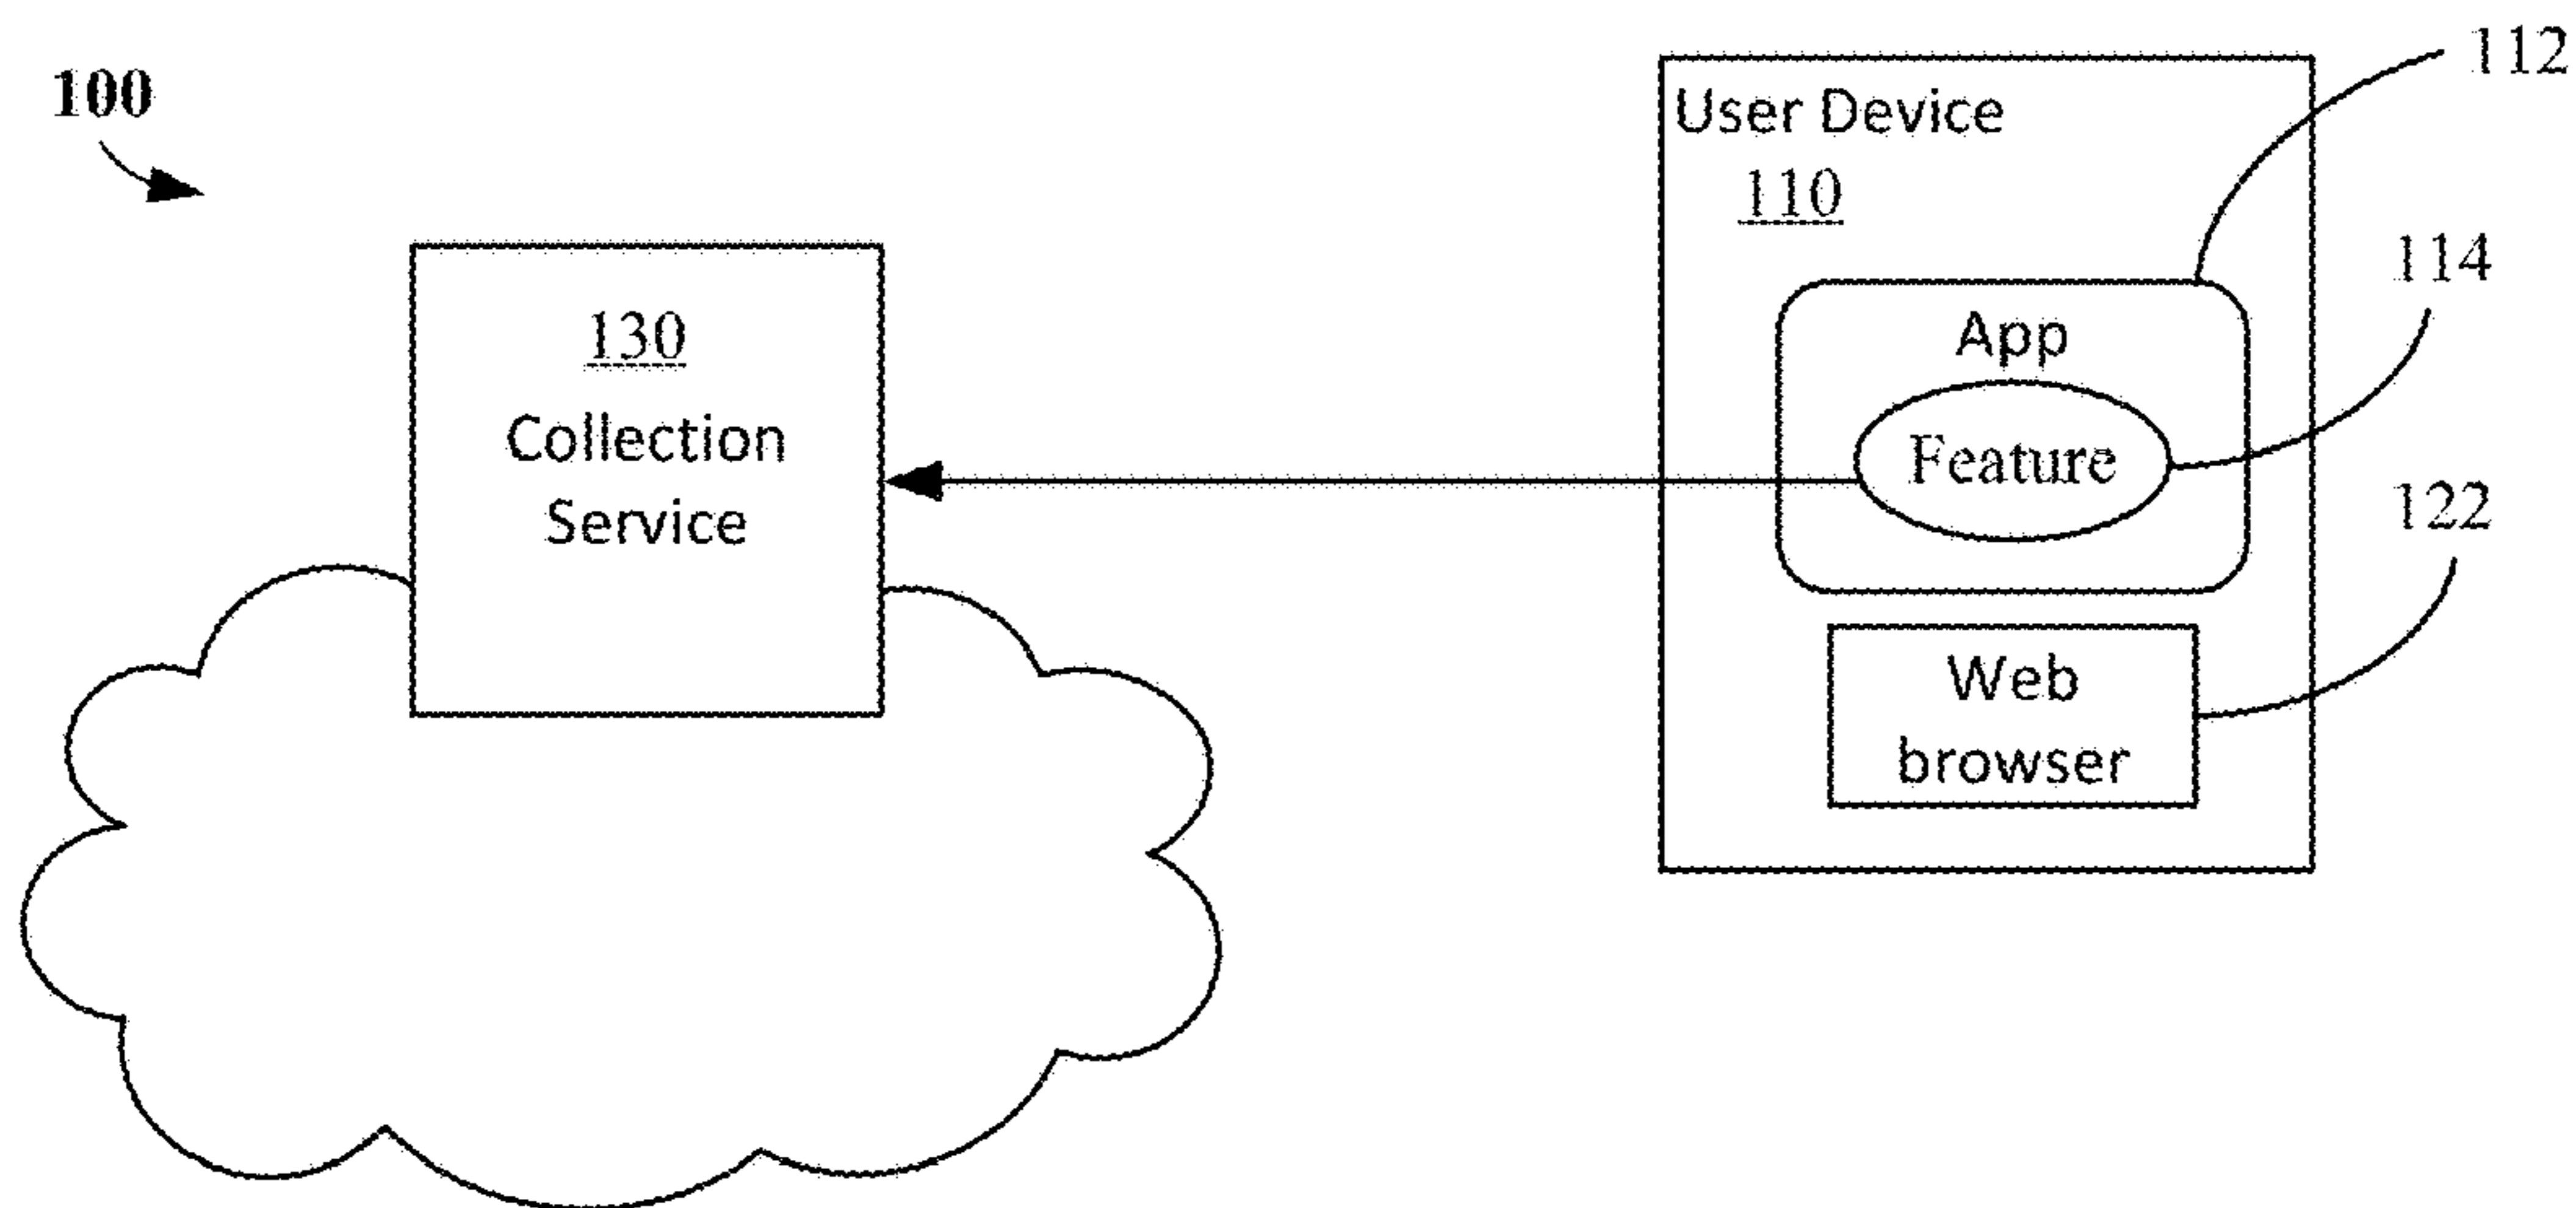 100
130
Collection
Service
User Device
110
App
Feature
Web
browser
112
114
122